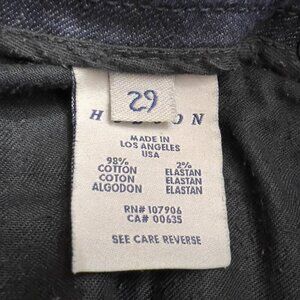 29
MADE IN
LOS ANGELES
USA
98% 2%
COTTON ELASTAN
COTON ELASTAN
ALGODON ELASTAN
RN# 107906
CA# 00635
SEE CARE REVERSE